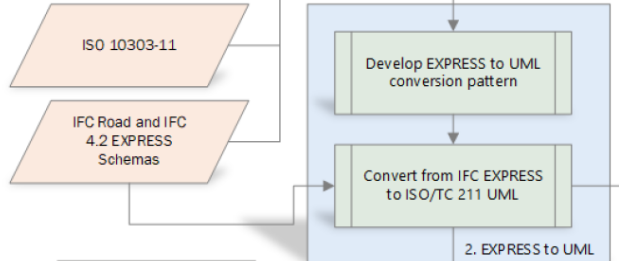 ISO 10303-11
Develop EXPRESS to UML
conversion pattern
IFC Road and IFC
4.2 EXPRESS
Schemas
Convert from IFC EXPRESS
to ISO/TC 211 UML
2. EXPRESS to UML